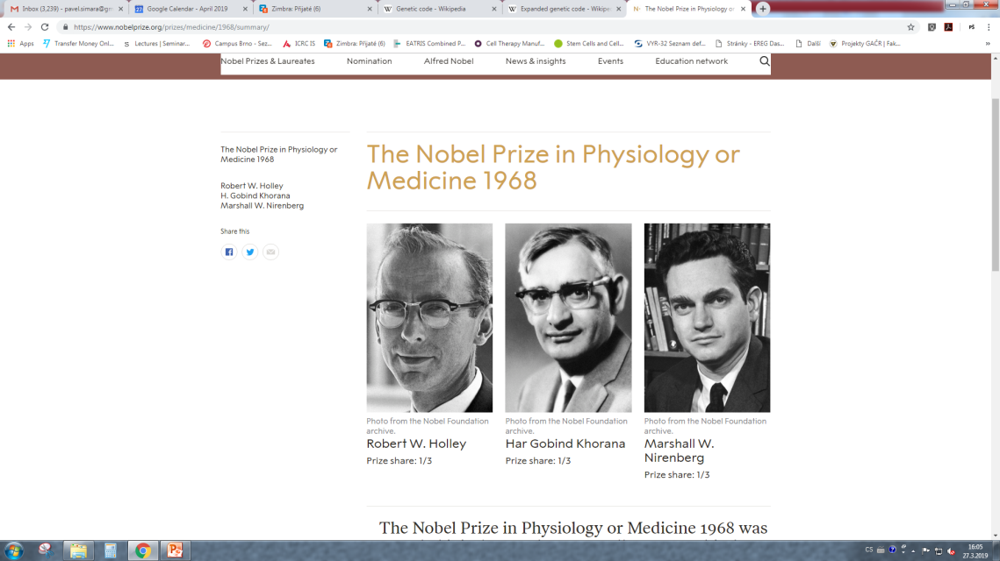 Inbox (3,239) - pavel.simara@gm
Google Calendar - April 2019
Zimbra: Přijaté (6)
Genetic code - Wikipedia
Expanded genetic code - Wikipe
The Nobel Prize in Physiology or
https://www.nobelprize.org/prizes/medicine/1968/summary/
Apps
Transfer Money Onl...
Lectures | Seminar...
Campus Brno - Sez...
ICRC IS
Zimbra: Přijaté (6)
EATRIS Combined P...
Cell Therapy Manuf...
Stem Cells and Cell...
VYR-32 Seznam def...
Stránky - EREG Das...
Další
Projekty GAČR | Fak...
Nobel Prizes & Laureates
Nomination
Alfred Nobel
News & insights
Events
Education network
The Nobel Prize in Physiology or
Medicine 1968
Robert W. Holley
H. Gobind Khorana
Marshall W. Nirenberg
Share this
The Nobel Prize in Physiology or
Medicine 1968
Photo from the Nobel Foundation
archive.
Robert W. Holley
Prize share: 1/3
Photo from the Nobel Foundation
archive.
Har Gobind Khorana
Prize share: 1/3
Photo from the Nobel Foundation
archive.
Marshall W.
Nirenberg
Prize share: 1/3
The Nobel Prize in Physiology or Medicine 1968 was
CS
16:05
27.3.2019